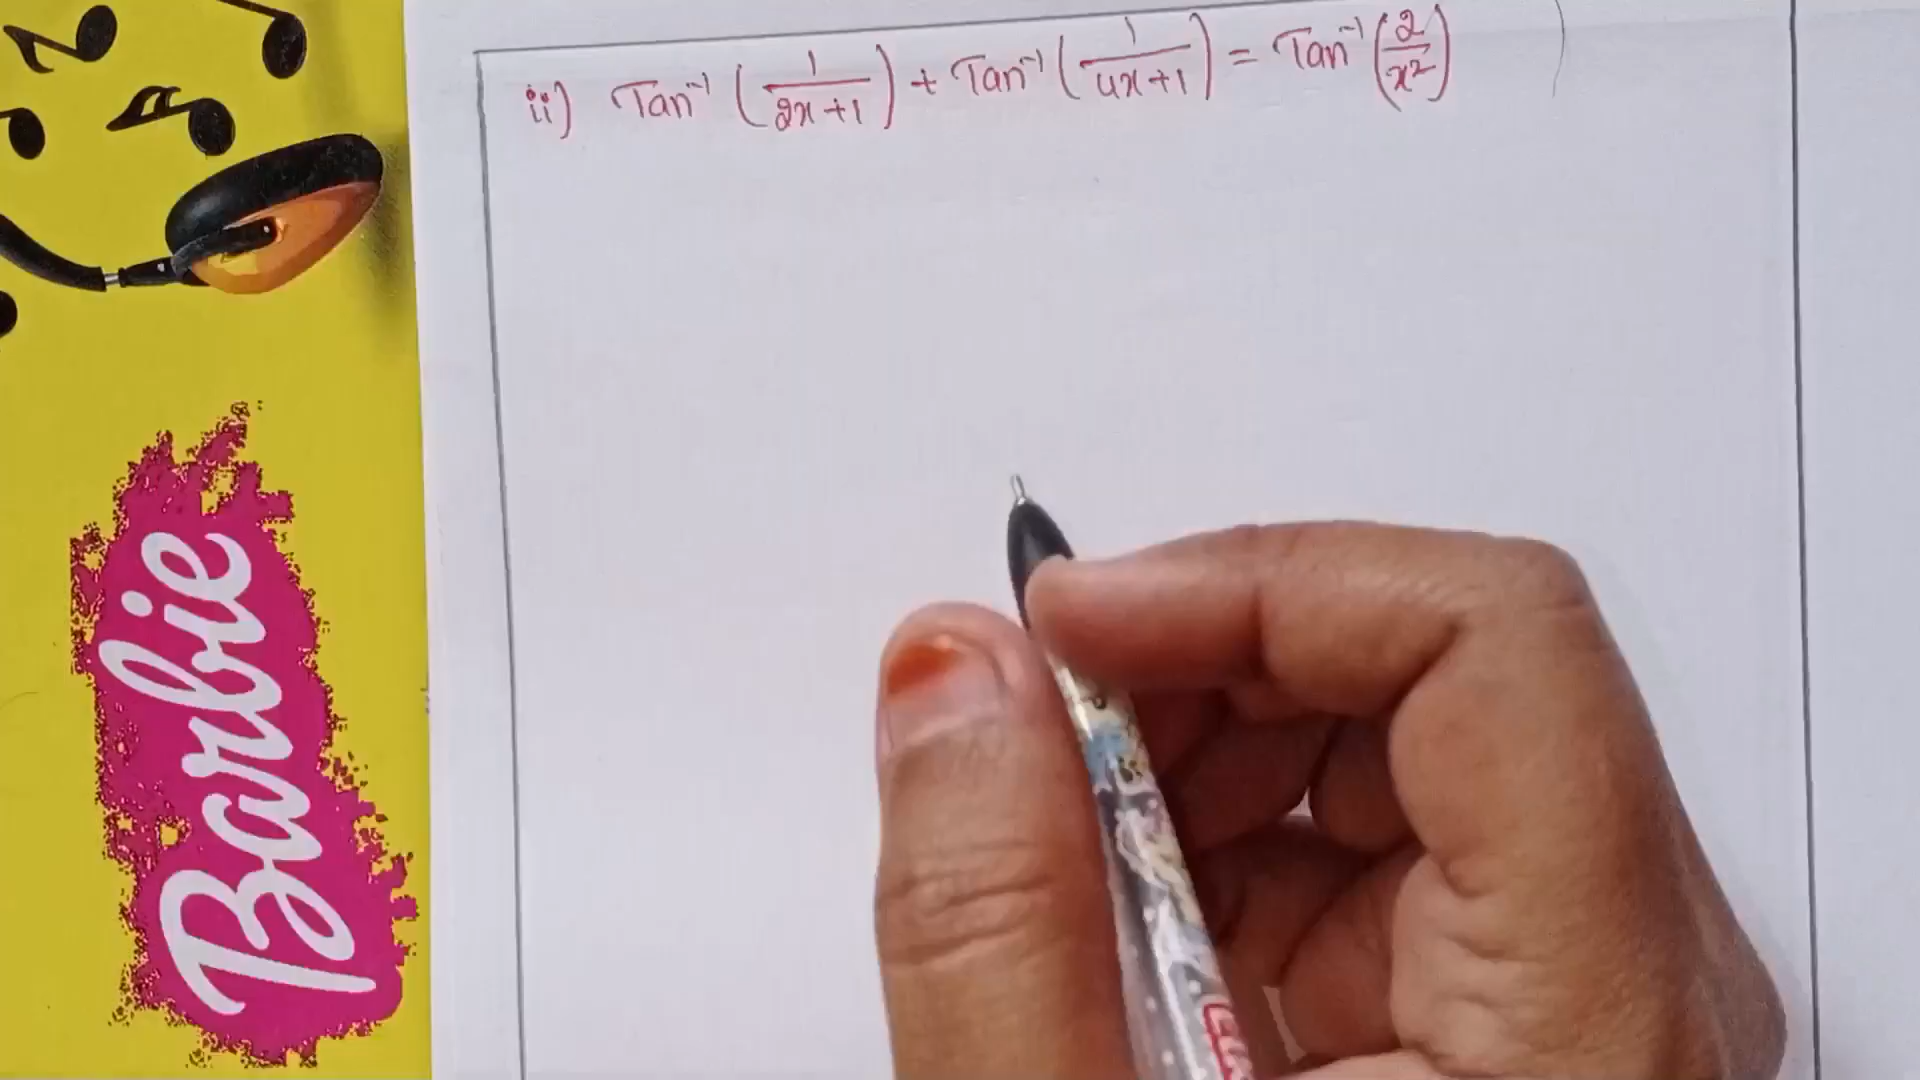 ii) Tan⁻¹ (1/2x+1) + Tan⁻¹ (1/4x+1) = Tan⁻¹ (2/x²)
Barbie